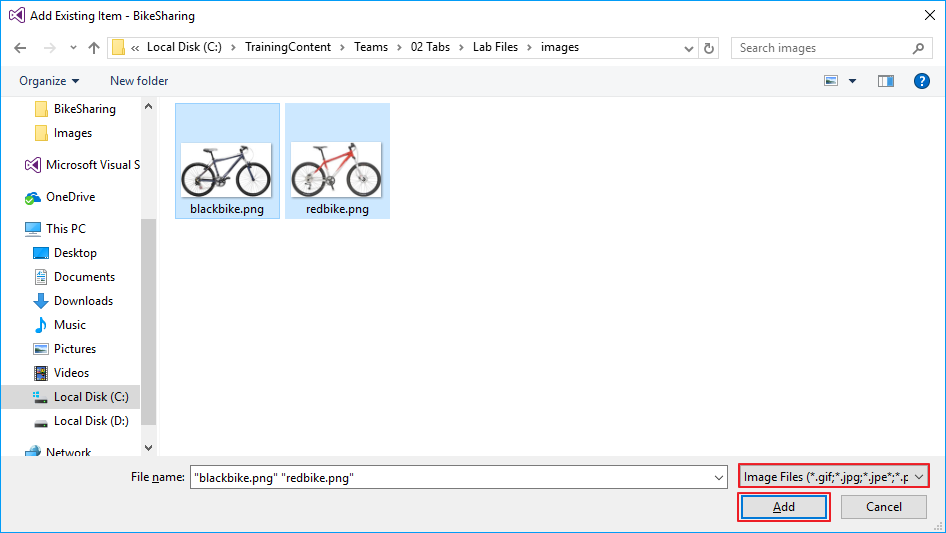 Add Existing Item - BikeSharing
« Local Disk (C:) > TrainingContent > Teams > 02 Tabs > Lab Files > images
Search images
Organize
New folder
?
BikeSharing
Images
Microsoft Visual S
OneDrive
This PC
Desktop
Documents
Downloads
Music
Pictures
Videos
Local Disk (C:)
Local Disk (D:)
Network
blackbike.png
redbike.png
File name:
"blackbike.png" "redbike.png"
Image Files (*.gif;*.jpg;*.jpe*;*.p
Add
Cancel